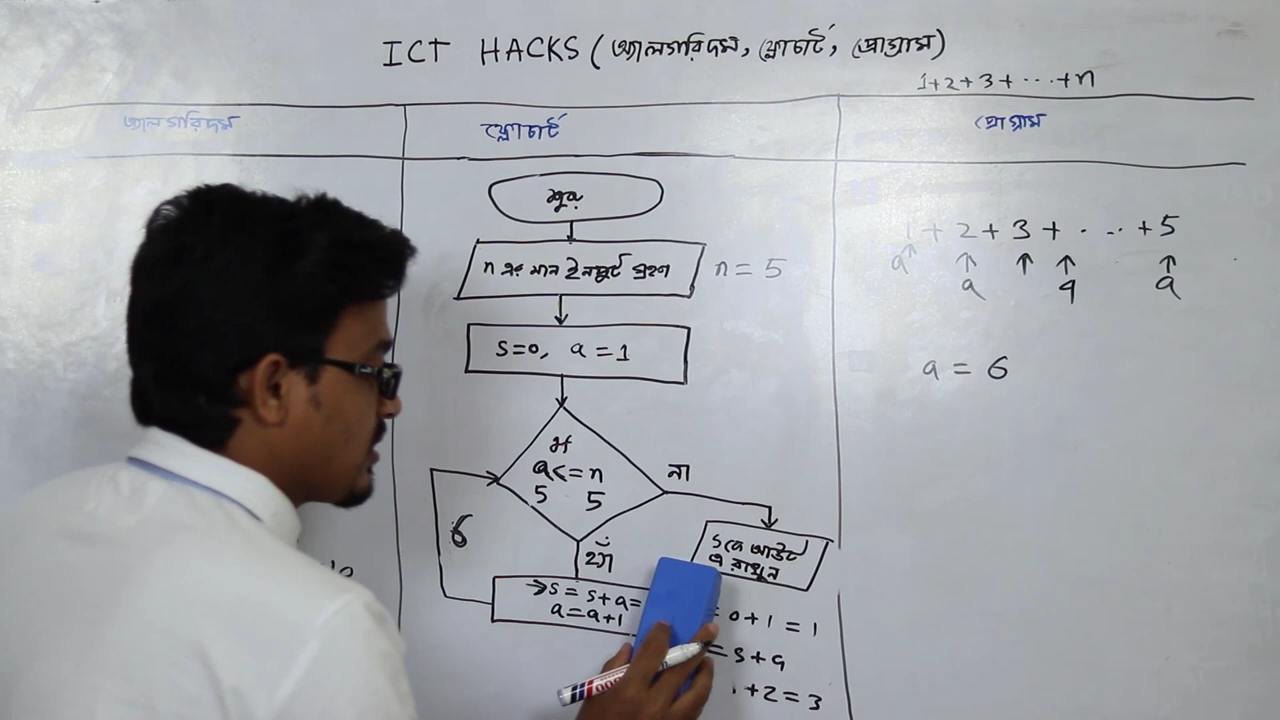 ICT HACKS (অ্যালগরিদম, ফ্লোচার্ট, প্রোগ্রাম)
1+2+3+ ... +n
অ্যালগরিদম
ফ্লোচার্ট
প্রোগ্রাম
শুরু
n এর মান ইনপুট গ্রহণ
n = 5
S=0, a = 1
a<=n
5 5
না
হ্যাঁ
S কে আউটপুট
এ রাখুন
6
→S = S+a=
a=a+1
= 0+1 = 1
= S+a
+2 = 3
1 + 2 + 3 + . .. + 5
a a a a
a = 6